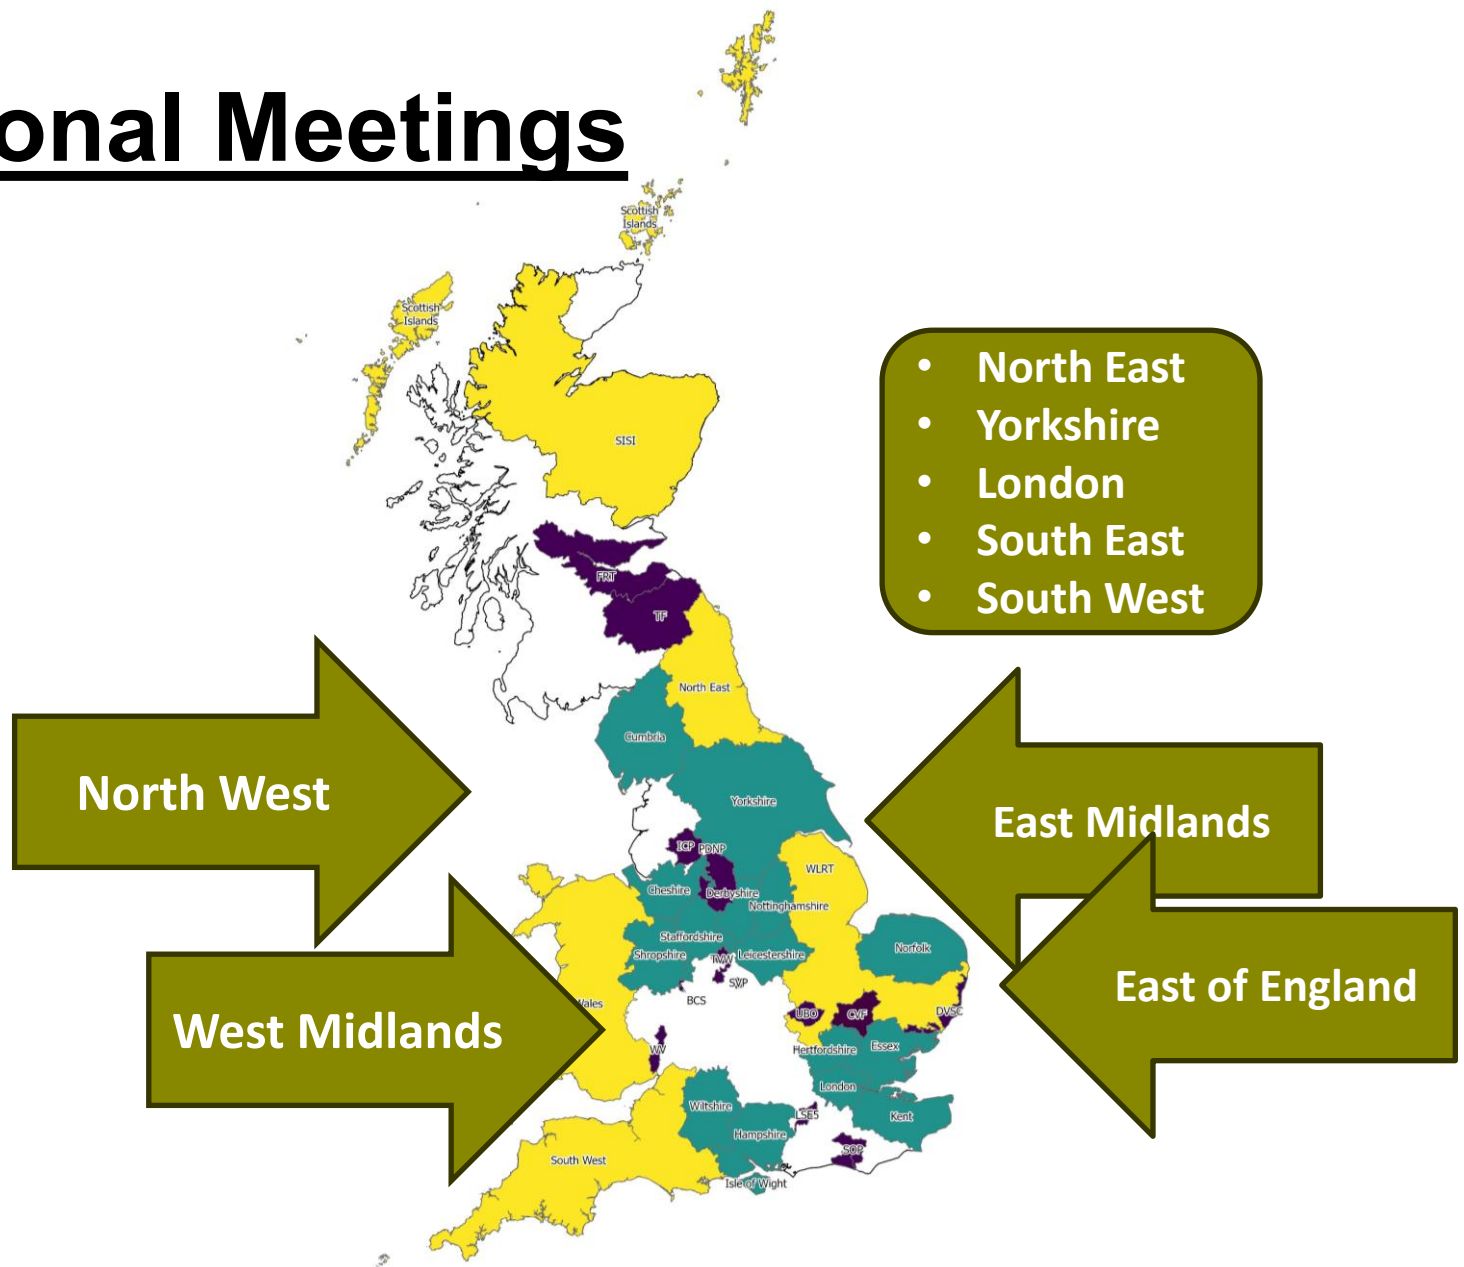 onal Meetings
Scottish
Islands
Scottish
Islands
• North East
• Yorkshire
• London
• South East
• South West
SISI
FRT
TF
North East
Cumbria
North West
East Midlands
Yorkshire
ICP
PDNP
WLRT
Cheshire
Derbyshire
Nottinghamshire
Staffordshire
Norfolk
Shropshire
Leicestershire
SVP
BCS
East of England
Wales
West Midlands
UBO
CVF
DVSC
WV
Hertfordshire
Essex
London
Wiltshire
LSE5
Kent
Hampshire
SOP
South West
Isle of Wight